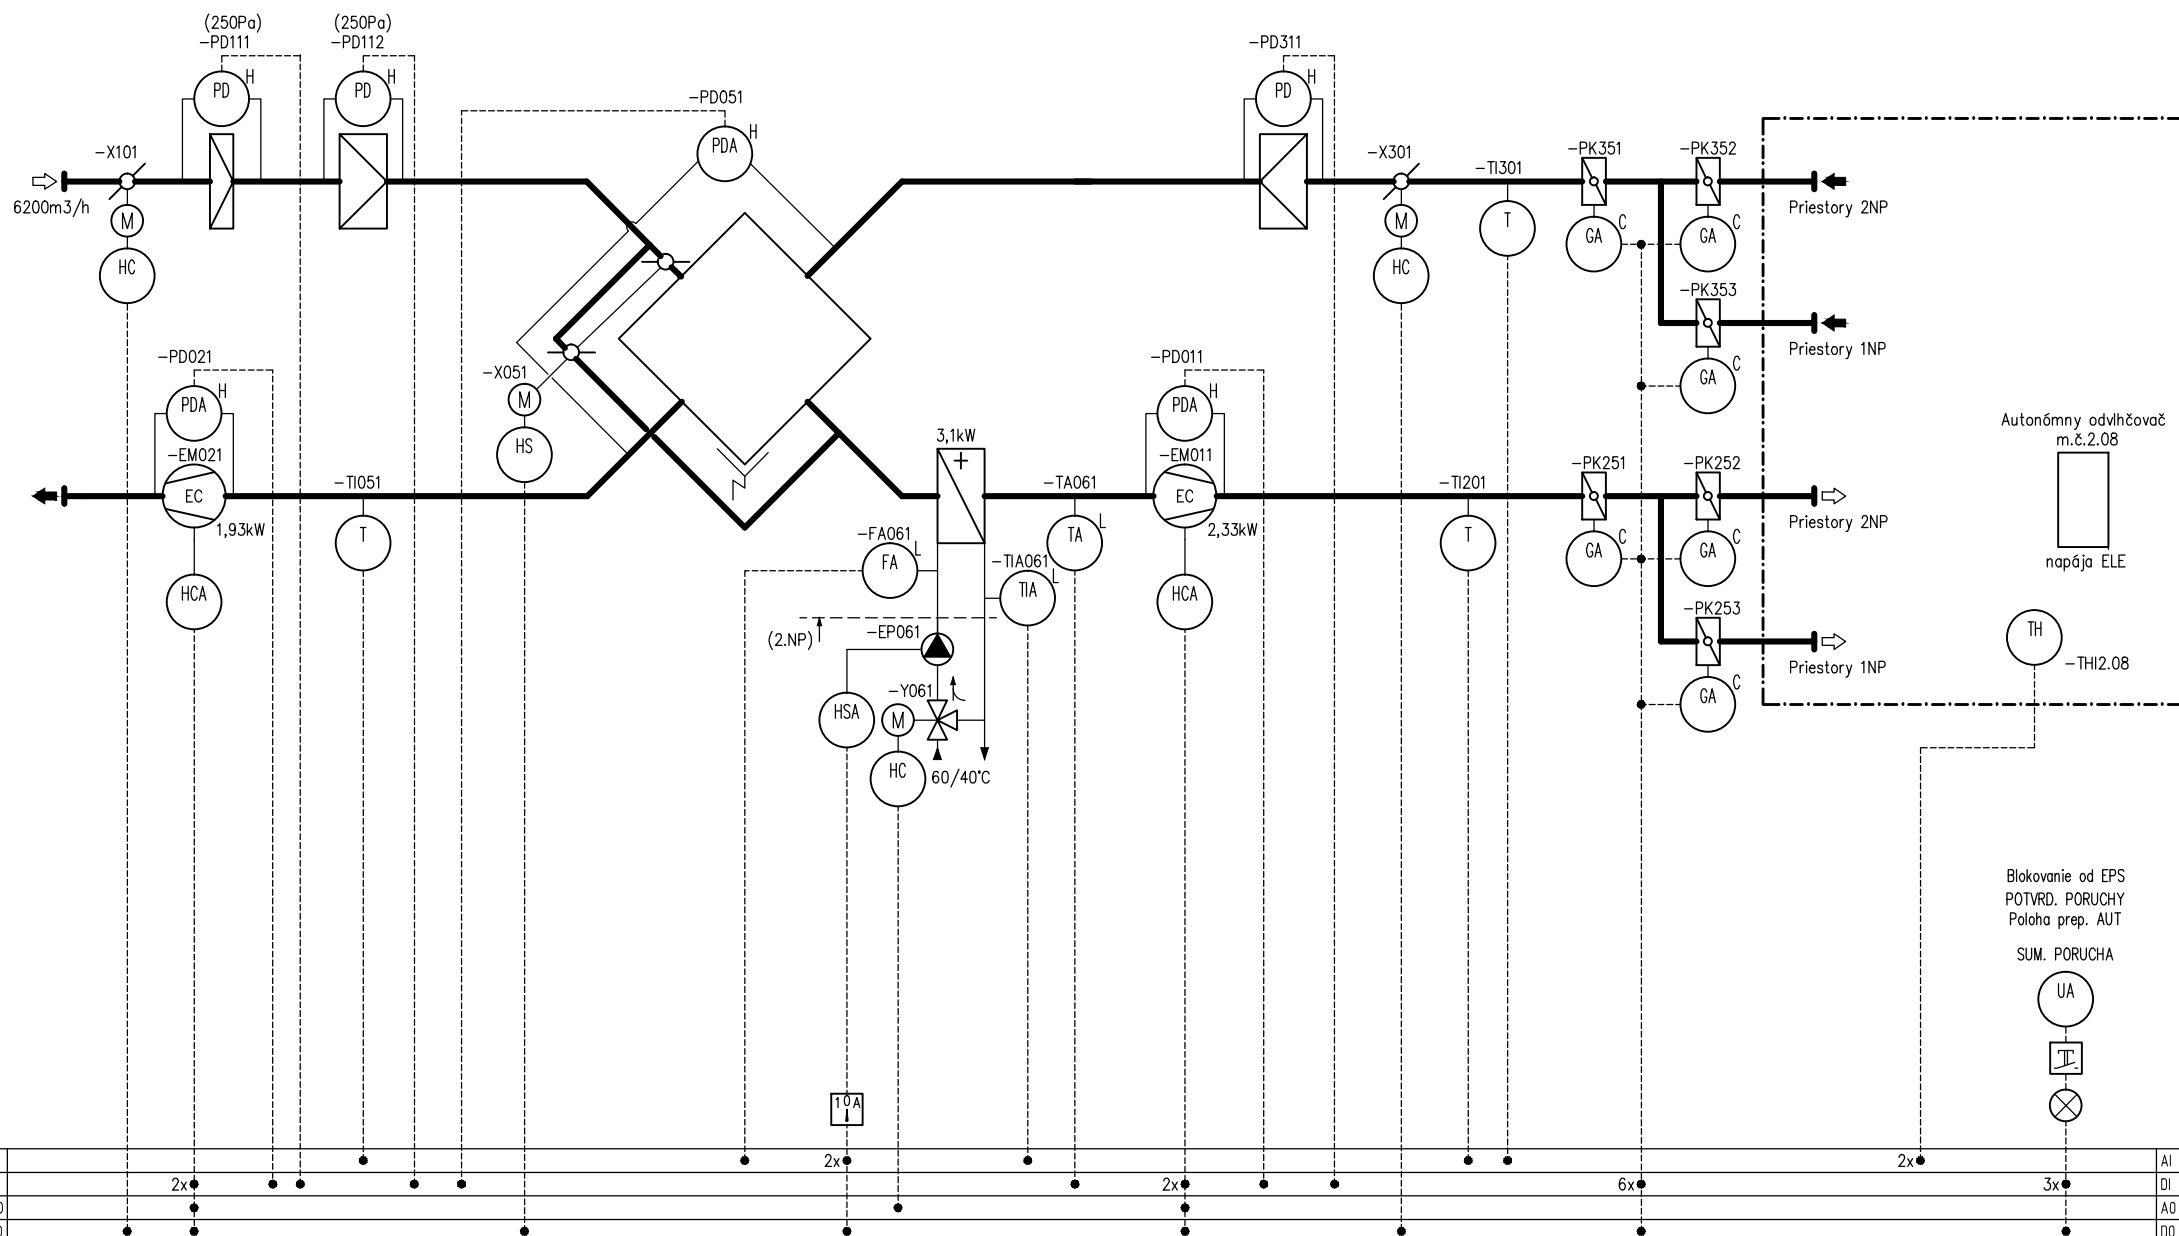 (250Pa)
-PD111
PD
H
(250Pa)
-PD112
PD
H
-PD051
PDA
H
-PD311
PD
H
-X101
6200m3/h
M
HC
-X301
M
HC
-TI301
T
-PK351
GA
C
-PK352
GA
C
Priestory 2NP
-PK353
GA
C
Priestory 1NP
-PD021
PDA
H
-EM021
EC
1,93kW
HCA
-TI051
T
-X051
M
HS
3,1kW
+
-FA061
FA
L
-TIA061
TIA
L
-TA061
TA
L
-PD011
PDA
H
-EM011
EC
2,33kW
HCA
-TI201
T
-PK251
GA
C
-PK252
GA
C
Priestory 2NP
-PK253
GA
C
Priestory 1NP
Autonómny odvlhčovač
m.č.2.08
napája ELE
TH
-THI2.08
(2.NP)
-EP061
HSA
-Y061
M
HC
60/40°C
Blokovanie od EPS
POTVRD. PORUCHY
Poloha prep. AUT
SUM. PORUCHA
UA
1 0 A
2x
2x
AI
2x
2x
6x
3x
DI
AO
DO